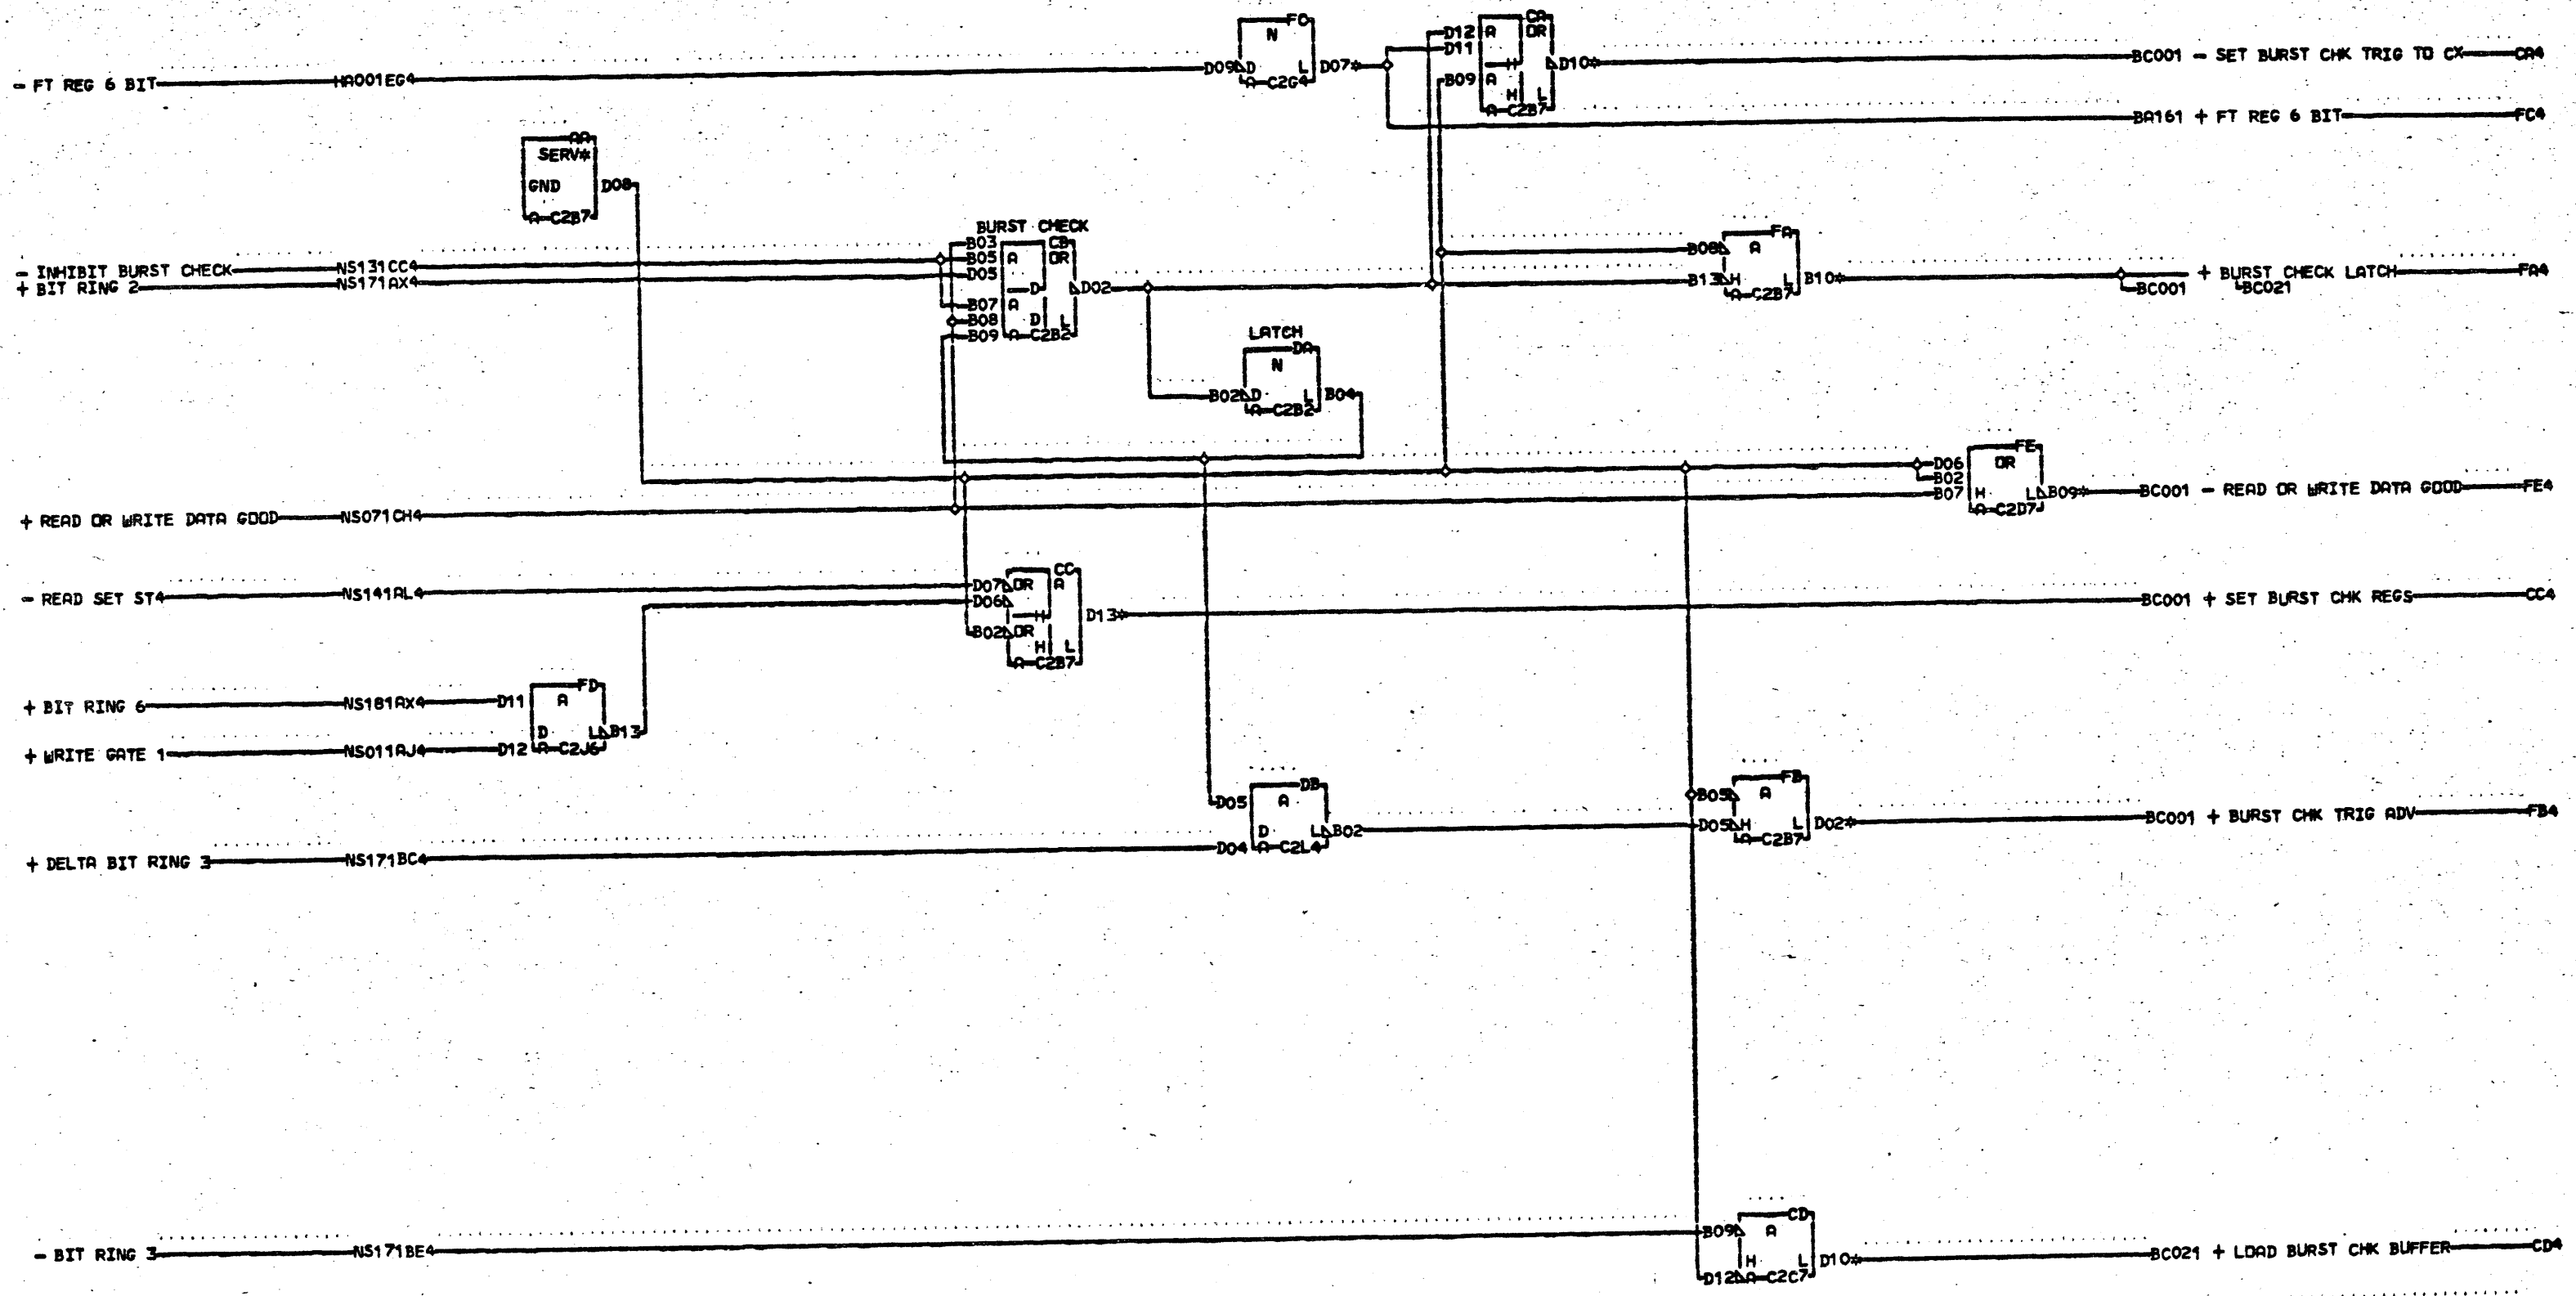 - FT REG 6 BIT HA001EG4 D09 D N FC L A C2G4 D07*
D12 D11 B09 A A CA OR H H L A C2B7 D10* BC001 - SET BURST CHK TRIG TO CX CA4
BA161 + FT REG 6 BIT FC4
AA SERV* GND D08 A C2B7
BURST CHECK
- INHIBIT BURST CHECK NS131CC4
+ BIT RING 2 NS171AX4
B03 B05 D05 B07 B08 B09 A A CB OR D D L A C2B2 D02
B08 B13 H A FA L A C2B7 B10* BC001 + BURST CHECK LATCH FA4
BC021
LATCH
B02 D N DA L A C2B2 B04
D06 B02 B07 H FE OR L A C2D7 B09* BC001 - READ OR WRITE DATA GOOD FE4
+ READ OR WRITE DATA GOOD NS071CH4
- READ SET ST4 NS141AL4 D07 D06 B02 OR OR CC A H H L A C2B7 D13* BC001 + SET BURST CHK REGS CC4
+ BIT RING 6 NS181AX4 D11
+ WRITE GATE 1 NS011AJ4 D12 D A FD L A C2J6 B13
D05 D04 D A DB L A C2L4 B02
B05 D05 H A FB L A C2B7 D02* BC001 + BURST CHK TRIG ADV FB4
+ DELTA BIT RING 3 NS171BC4
- BIT RING 3 NS171BE4 B09 D12 H A CD L A C2C7 D10* BC021 + LOAD BURST CHK BUFFER CD4